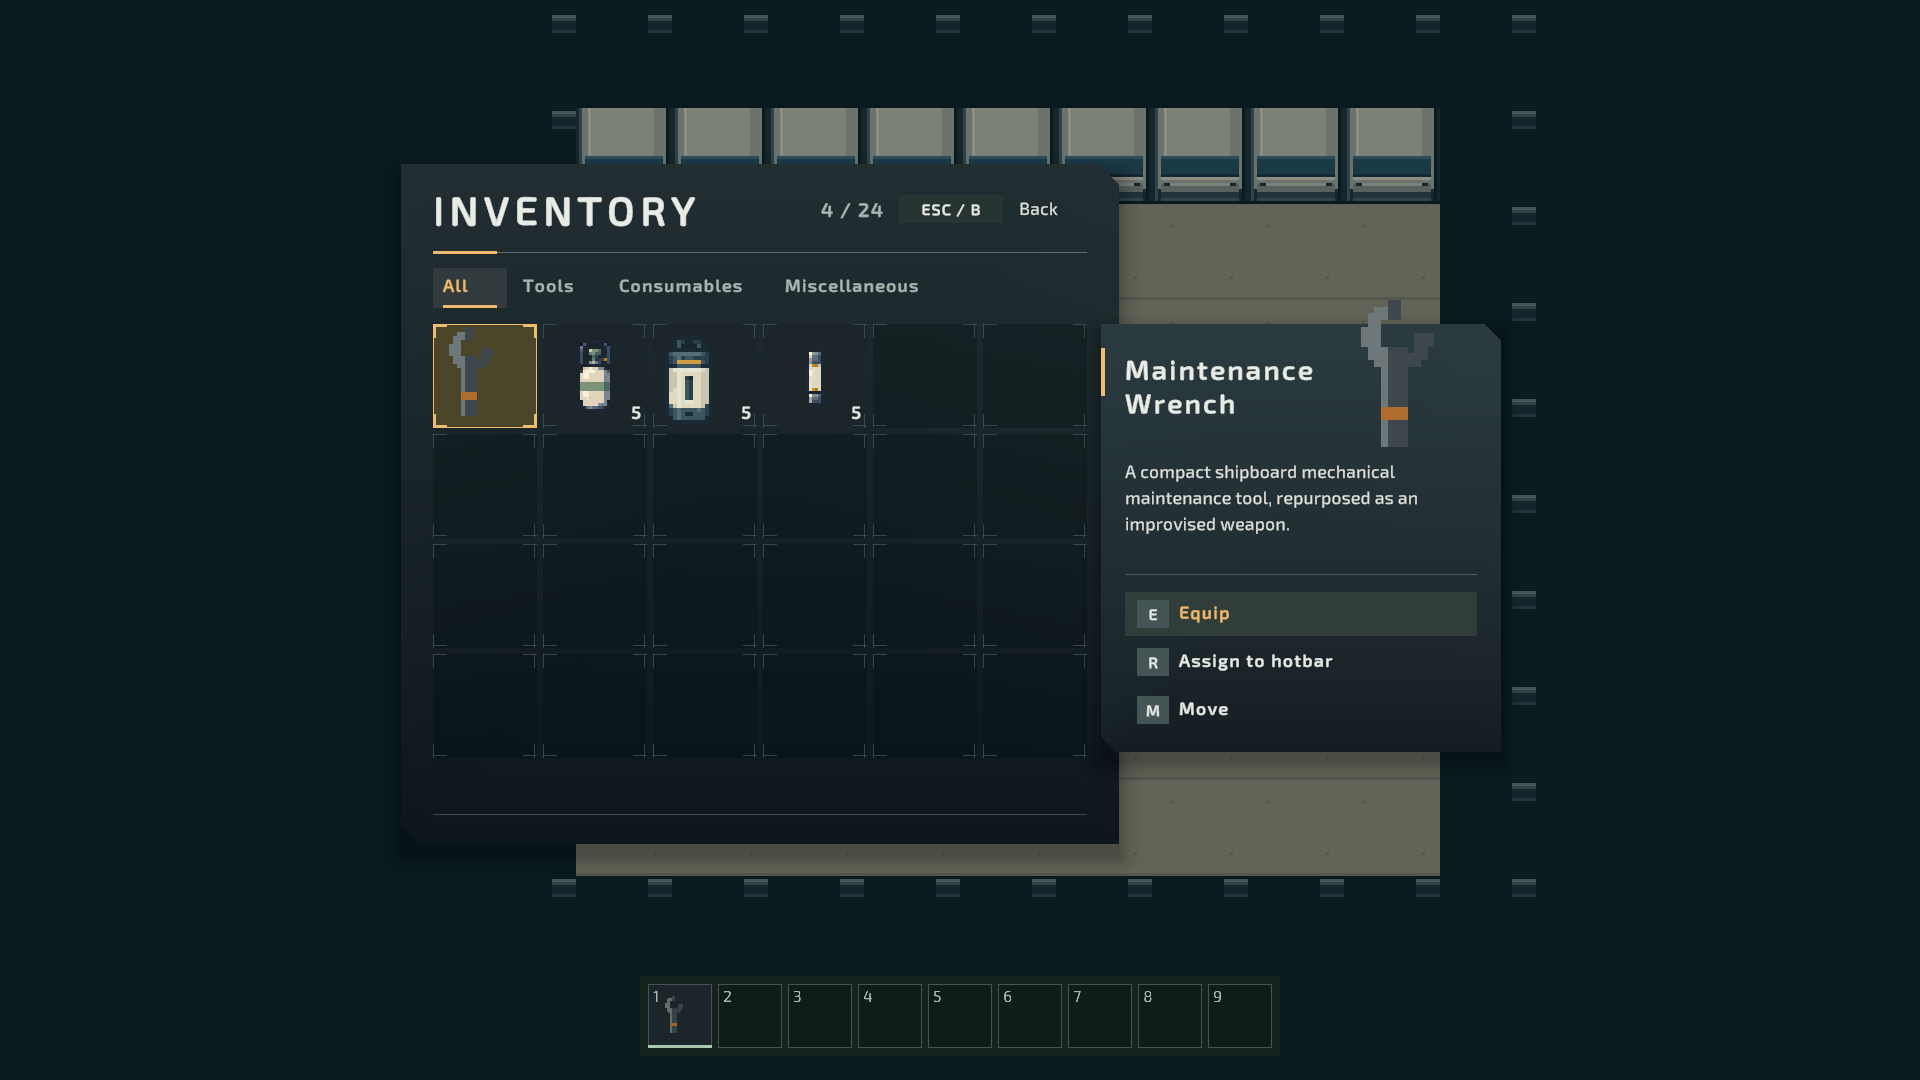 INVENTORY
4 / 24
ESC / B
Back
All
Tools
Consumables
Miscellaneous
5
5
5
Maintenance
Wrench
A compact shipboard mechanical
maintenance tool, repurposed as an
improvised weapon.
E Equip
R Assign to hotbar
M Move
1
2
3
4
5
6
7
8
9